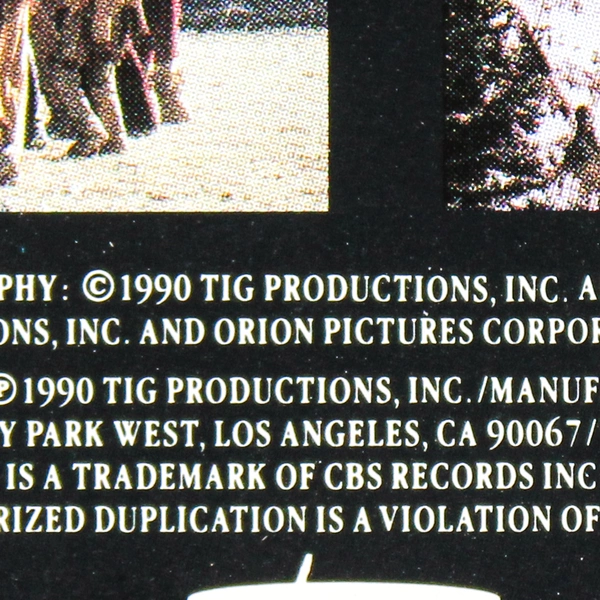 PHY: ©1990 TIG PRODUCTIONS, INC. A
ONS, INC. AND ORION PICTURES CORPOR
℗1990 TIG PRODUCTIONS, INC./MANUF
Y PARK WEST, LOS ANGELES, CA 90067/
IS A TRADEMARK OF CBS RECORDS INC
RIZED DUPLICATION IS A VIOLATION OF